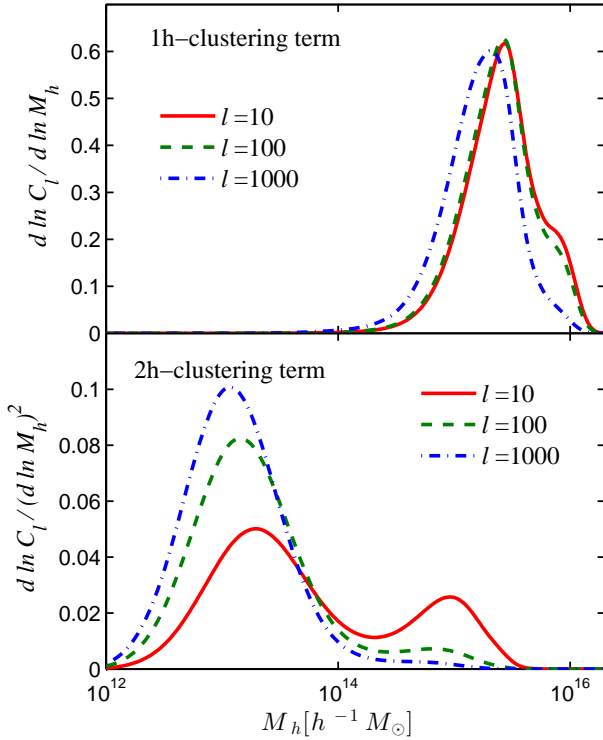 1h−clustering term
l =10
l =100
l =1000
d ln C_l / d ln M_h
0.6
0.5
0.4
0.3
0.2
0.1
0
2h−clustering term
l =10
l =100
l =1000
d ln C_l /(d ln M_h)^2
0.1
0.08
0.06
0.04
0.02
0
10^12 10^14 10^16
M_h[h^−1 M_⊙]